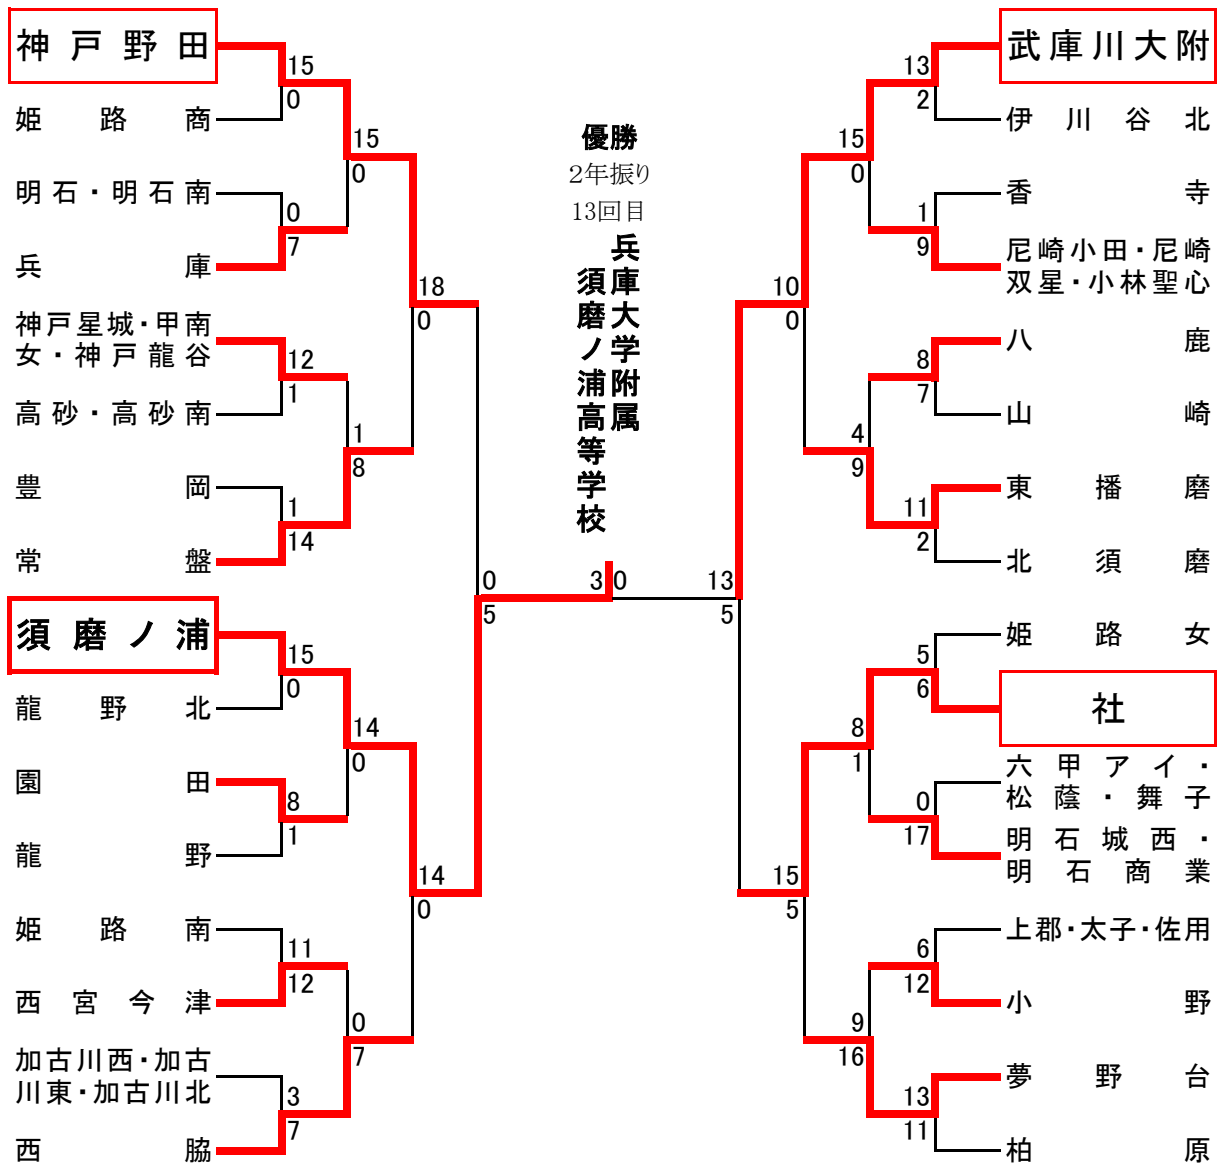 神戸野田
15
0
姫路商
15
0
明石・明石南
0
7
兵庫
18
0
神戸星城・甲南
女・神戸龍谷
12
1
高砂・高砂南
1
8
豊岡
1
14
常盤
0
5
須磨ノ浦
15
0
龍野北
14
0
園田
8
1
龍野
14
0
姫路南
11
12
西宮今津
0
7
加古川西・加古
川東・加古川北
3
7
西脇
優勝
2年振り
13回目
兵庫大学附属
須磨ノ浦高等学校
3
0
武庫川大附
13
2
伊川谷北
15
0
香寺
1
9
尼崎小田・尼崎
双星・小林聖心
10
0
八鹿
8
7
山崎
4
9
東播磨
11
2
北須磨
13
5
姫路女
5
6
社
8
1
六甲アイ・
松蔭・舞子
0
17
明石城西・
明石商業
15
5
上郡・太子・佐用
6
12
小野
9
16
夢野台
13
11
柏原